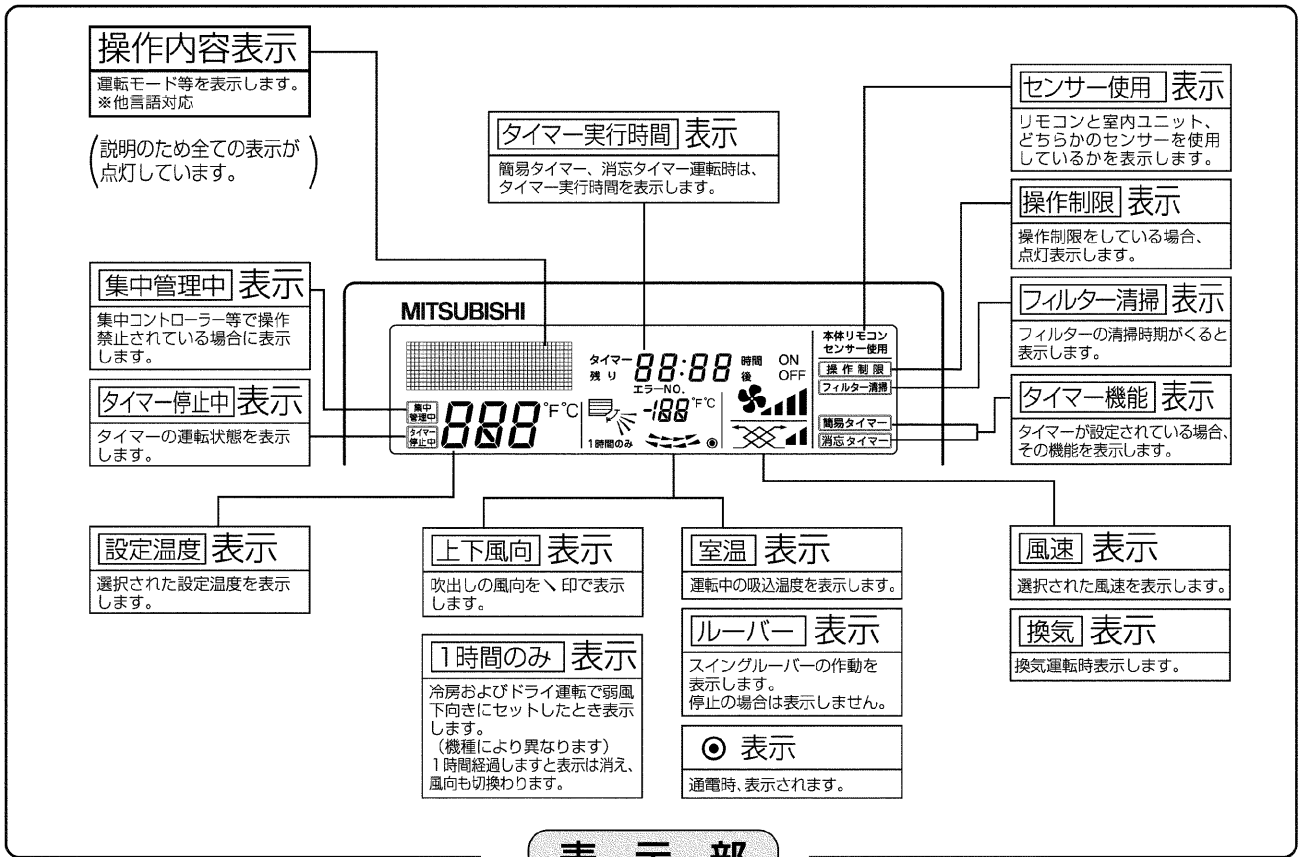 操作内容表示
運転モード等を表示します。
※他言語対応
(説明のため全ての表示が
点灯しています。)
タイマー実行時間 表示
簡易タイマー、消忘タイマー運転時は、
タイマー実行時間を表示します。
センサー使用 表示
リモコンと室内ユニット、
どちらかのセンサーを使用
しているかを表示します。
操作制限 表示
操作制限をしている場合、
点灯表示します。
フィルター清掃 表示
フィルターの清掃時期がくると
表示します。
タイマー機能 表示
タイマーが設定されている場合、
その機能を表示します。
集中管理中 表示
集中コントローラー等で操作
禁止されている場合に表示
します。
タイマー停止中 表示
タイマーの運転状態を表示
します。
MITSUBISHI
タイマー 88:88 時間 ON
残り 後 OFF
エラーNO.
本体リモコン
センサー使用
操作制限
フィルター清掃
簡易タイマー
消忘タイマー
集中
管理中
タイマー
停止中
888 °F°C
-188 °F°C
1時間のみ
設定温度 表示
選択された設定温度を表示
します。
上下風向 表示
吹出しの風向を\印で表示
します。
1時間のみ 表示
冷房およびドライ運転で弱風
下向きにセットしたとき表示
します。
(機種により異なります)
1時間経過しますと表示は消え、
風向も切換わります。
室温 表示
運転中の吸込温度を表示します。
ルーバー 表示
スイングルーバーの作動を
表示します。
停止の場合は表示しません。
⦿ 表示
通電時、表示されます。
風速 表示
選択された風速を表示します。
換気 表示
換気運転時表示します。
表示部